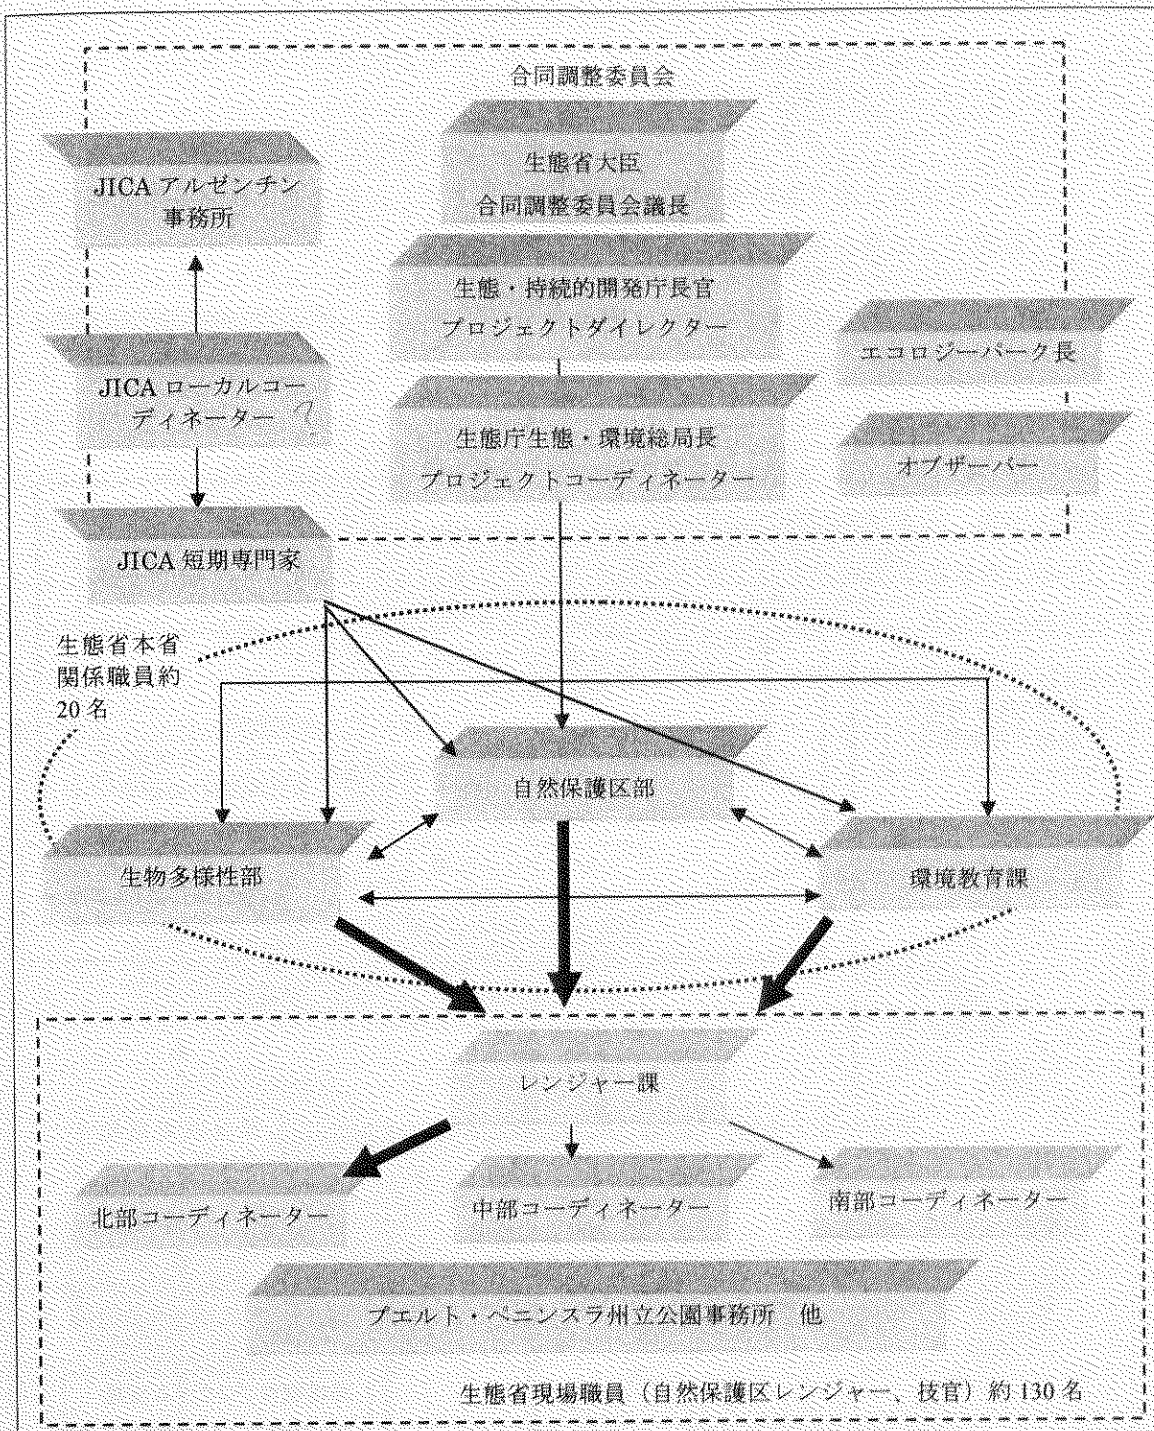 合同調整委員会
JICA アルゼンチン
事務所
生態省大臣
合同調整委員会議長
生態・持続的開発庁長官
プロジェクトダイレクター
エコロジーパーク長
JICA ローカルコー
ディネーター ?
生態庁生態・環境総局長
プロジェクトコーディネーター
オブザーバー
JICA 短期専門家
生態省本省
関係職員約
20 名
自然保護区部
生物多様性部
環境教育課
レンジャー課
北部コーディネーター
中部コーディネーター
南部コーディネーター
プエルト・ペニンスラ州立公園事務所 他
生態省現場職員（自然保護区レンジャー、技官）約 130 名